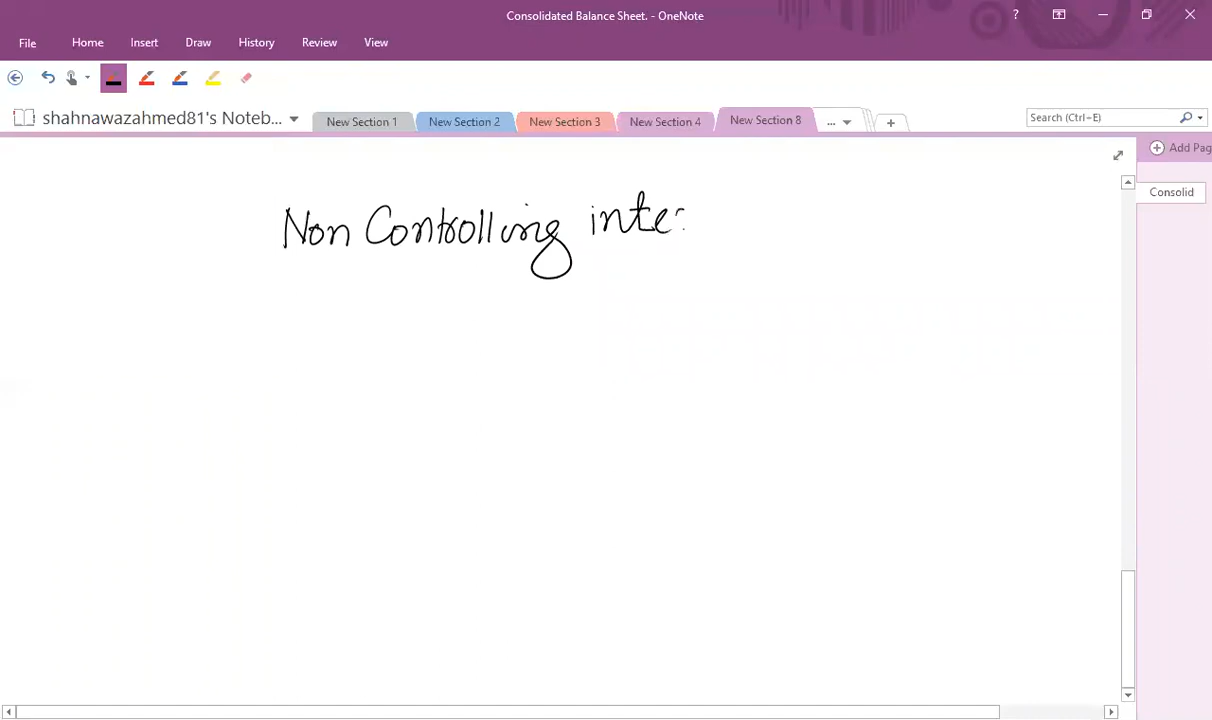 Consolidated Balance Sheet. - OneNote
?
File Home Insert Draw History Review View
shahnawazahmed81's Noteb... New Section 1 New Section 2 New Section 3 New Section 4 New Section 8 ... + Search (Ctrl+E)
Add Pag
Consolid
Non Controlling inte